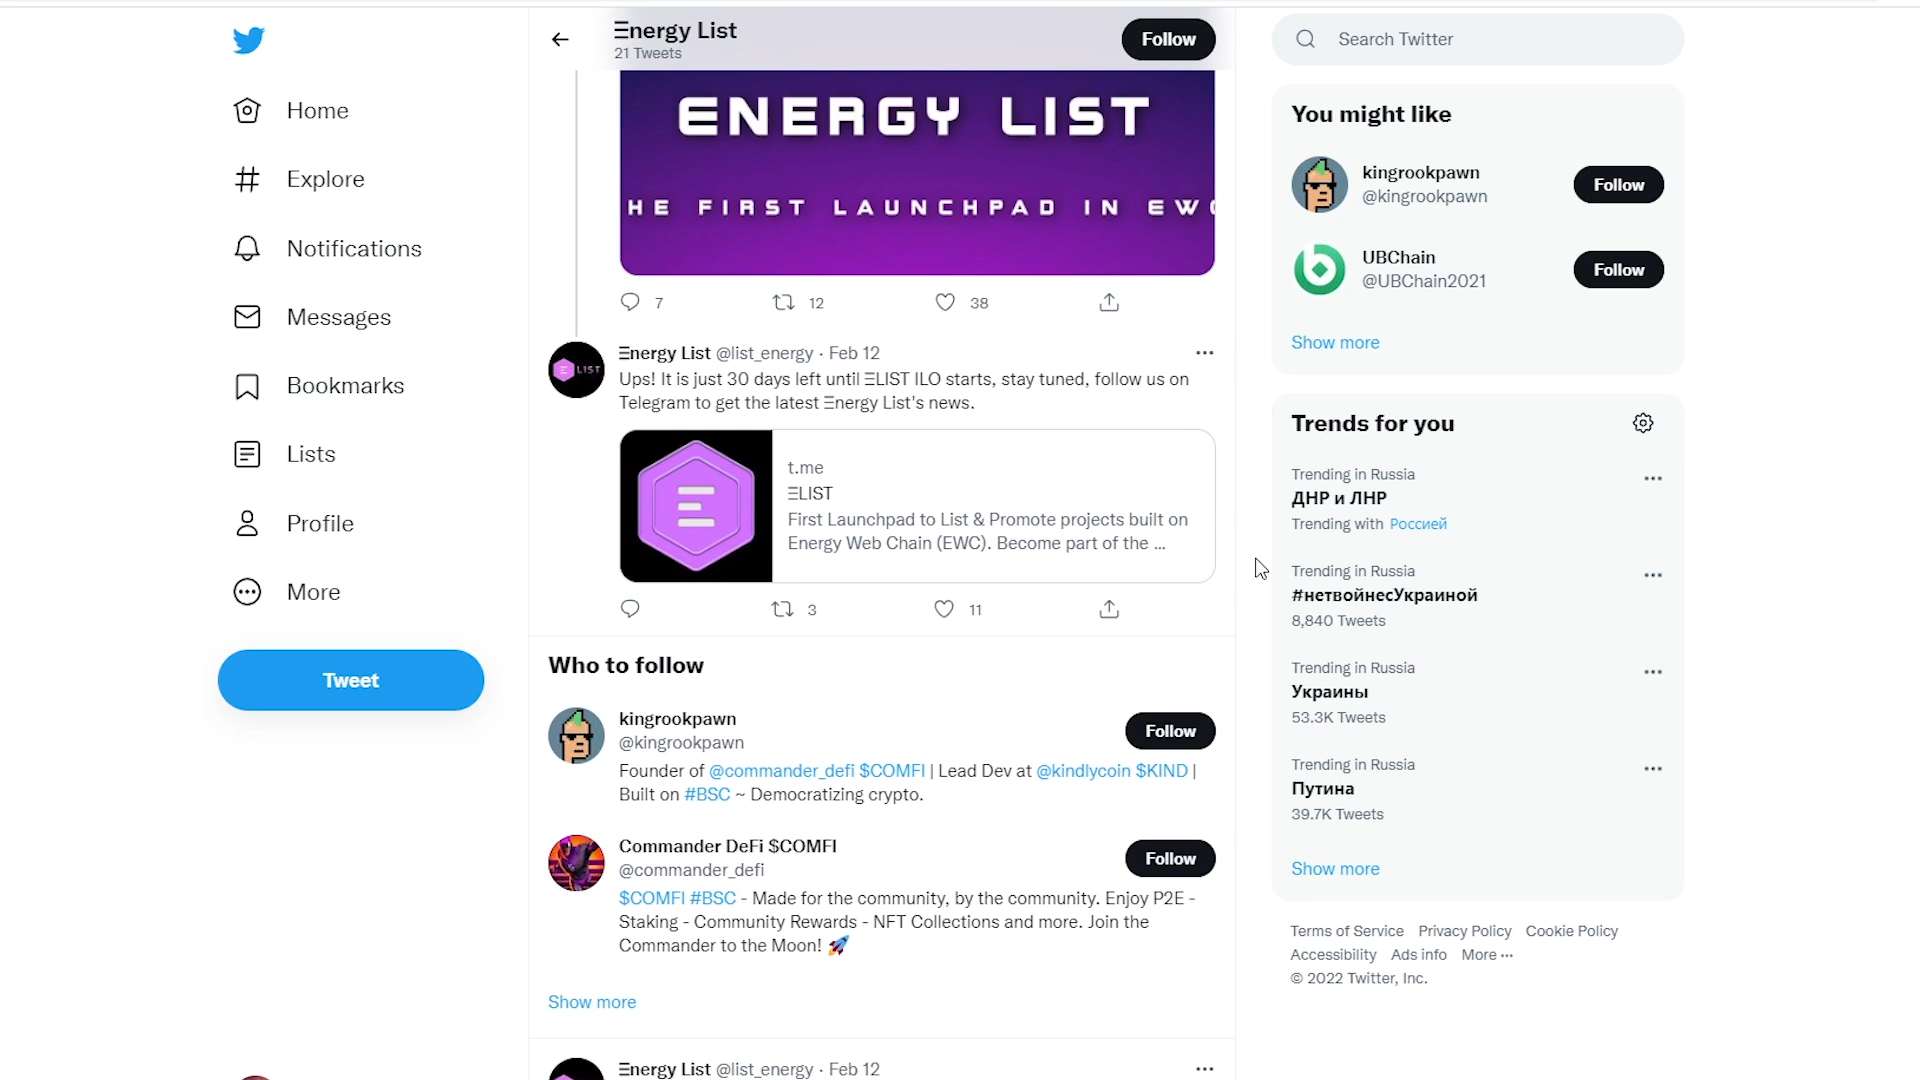 Home
Explore
Notifications
Messages
Bookmarks
Lists
Profile
More
Tweet
Ξnergy List
21 Tweets
Follow
ENERGY LIST
HE FIRST LAUNCHPAD IN EWC
7 12 38
LIST
Ξnergy List @list_energy · Feb 12
Ups! It is just 30 days left until ΞLIST ILO starts, stay tuned, follow us on
Telegram to get the latest Ξnergy List's news.
t.me
ΞLIST
First Launchpad to List & Promote projects built on
Energy Web Chain (EWC). Become part of the ...
3 11
Who to follow
kingrookpawn
@kingrookpawn
Follow
Founder of @commander_defi $COMFI | Lead Dev at @kindlycoin $KIND |
Built on #BSC ~ Democratizing crypto.
Commander DeFi $COMFI
@commander_defi
Follow
$COMFI #BSC - Made for the community, by the community. Enjoy P2E -
Staking - Community Rewards - NFT Collections and more. Join the
Commander to the Moon! 🚀
Show more
Ξnergy List @list_energy · Feb 12
Search Twitter
You might like
kingrookpawn
@kingrookpawn
Follow
UBChain
@UBChain2021
Follow
Show more
Trends for you
Trending in Russia
ДНР и ЛНР
Trending with Россией
Trending in Russia
#нетвойнесУкраиной
8,840 Tweets
Trending in Russia
Украины
53.3K Tweets
Trending in Russia
Путина
39.7K Tweets
Show more
Terms of Service Privacy Policy Cookie Policy
Accessibility Ads info More ···
© 2022 Twitter, Inc.